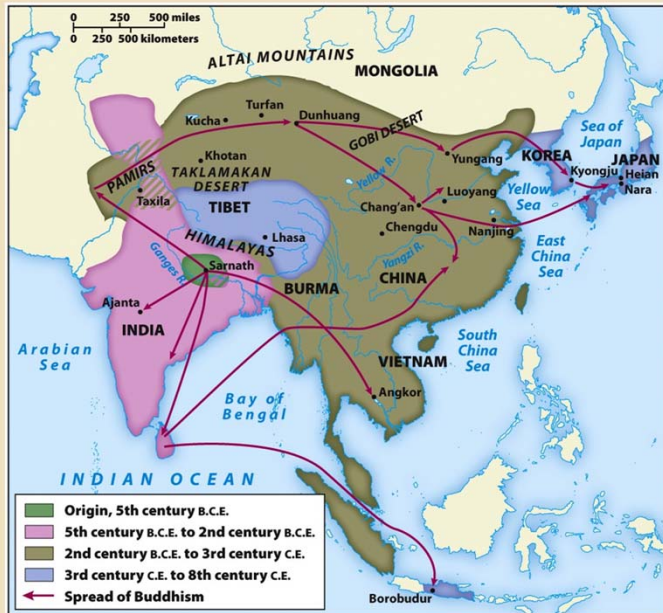 0 250 500 miles
0 250 500 kilometers
ALTAI MOUNTAINS
MONGOLIA
Turfan
Kucha
Dunhuang
GOBI DESERT
Sea of
Japan
Khotan
Yungang
KOREA
JAPAN
PAMIRS
TAKLAMAKAN
DESERT
Yellow R.
Kyongju
Heian
Nara
Taxila
Luoyang
Yellow
Sea
TIBET
Chang'an
HIMALAYAS
Lhasa
Chengdu
Nanjing
Ganges R.
Yangzi R.
East
China
Sea
Sarnath
BURMA
CHINA
Ajanta
INDIA
Arabian
Sea
VIETNAM
South
China
Sea
Bay of
Bengal
Angkor
INDIAN OCEAN
Origin, 5th century B.C.E.
5th century B.C.E. to 2nd century B.C.E.
2nd century B.C.E. to 3rd century C.E.
3rd century C.E. to 8th century C.E.
Spread of Buddhism
Borobudur